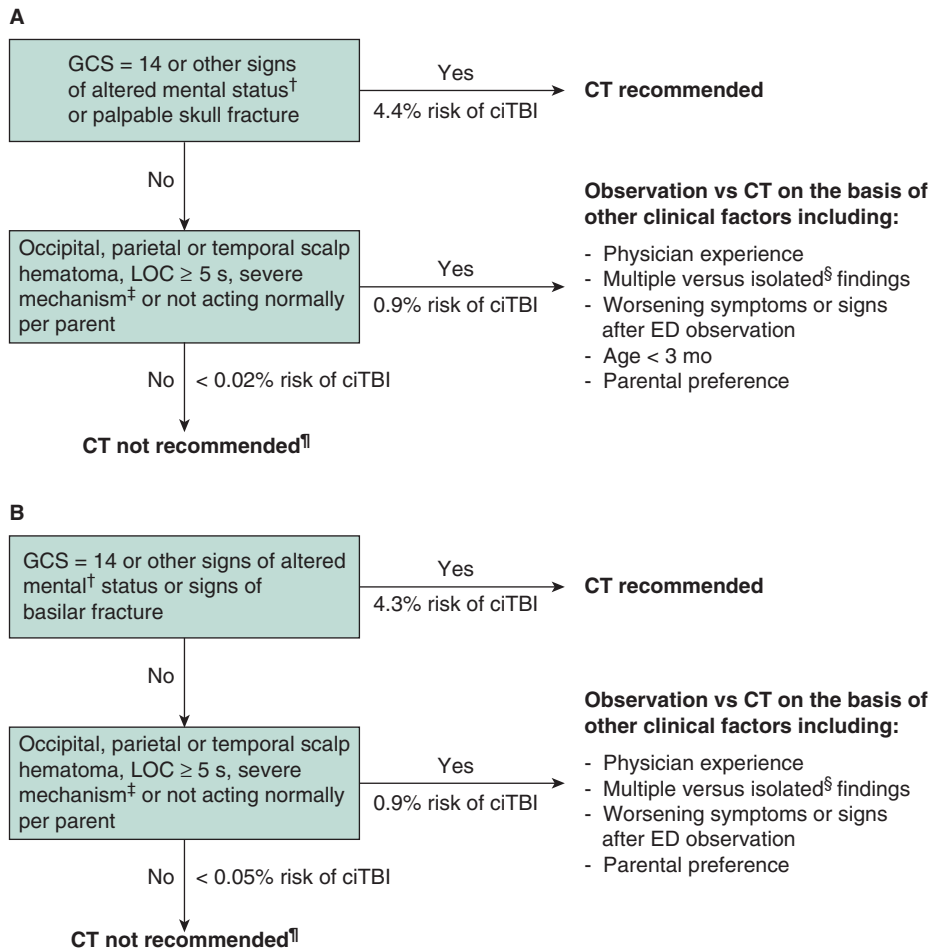 A
GCS = 14 or other signs
of altered mental status†
or palpable skull fracture
Yes
4.4% risk of ciTBI
CT recommended
No
Occipital, parietal or temporal scalp
hematoma, LOC ≥ 5 s, severe
mechanism‡ or not acting normally
per parent
Yes
0.9% risk of ciTBI
Observation vs CT on the basis of
other clinical factors including:
- Physician experience
- Multiple versus isolated§ findings
- Worsening symptoms or signs
after ED observation
- Age < 3 mo
- Parental preference
No
< 0.02% risk of ciTBI
CT not recommended¶
B
GCS = 14 or other signs of altered
mental† status or signs of
basilar fracture
Yes
4.3% risk of ciTBI
CT recommended
No
Occipital, parietal or temporal scalp
hematoma, LOC ≥ 5 s, severe
mechanism‡ or not acting normally
per parent
Yes
0.9% risk of ciTBI
Observation vs CT on the basis of
other clinical factors including:
- Physician experience
- Multiple versus isolated§ findings
- Worsening symptoms or signs
after ED observation
- Parental preference
No
< 0.05% risk of ciTBI
CT not recommended¶